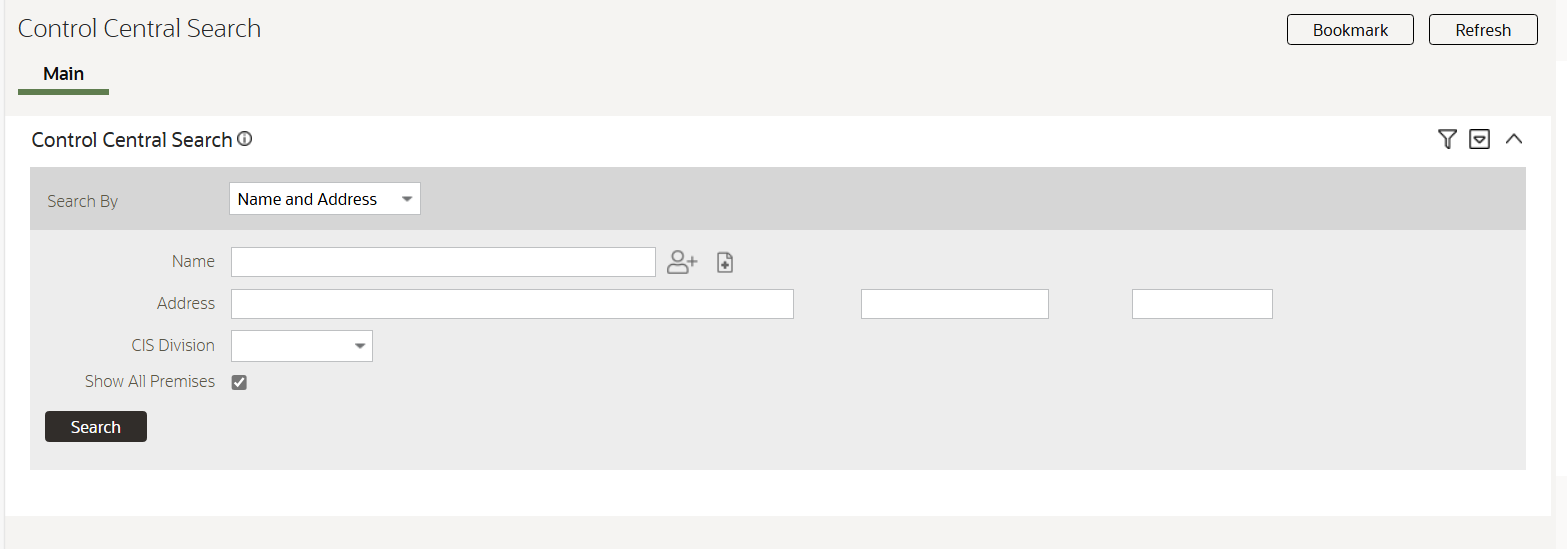 Control Central Search
Bookmark
Refresh
Main
Control Central Search
Search By
Name and Address
Name
Address
CIS Division
Show All Premises
Search